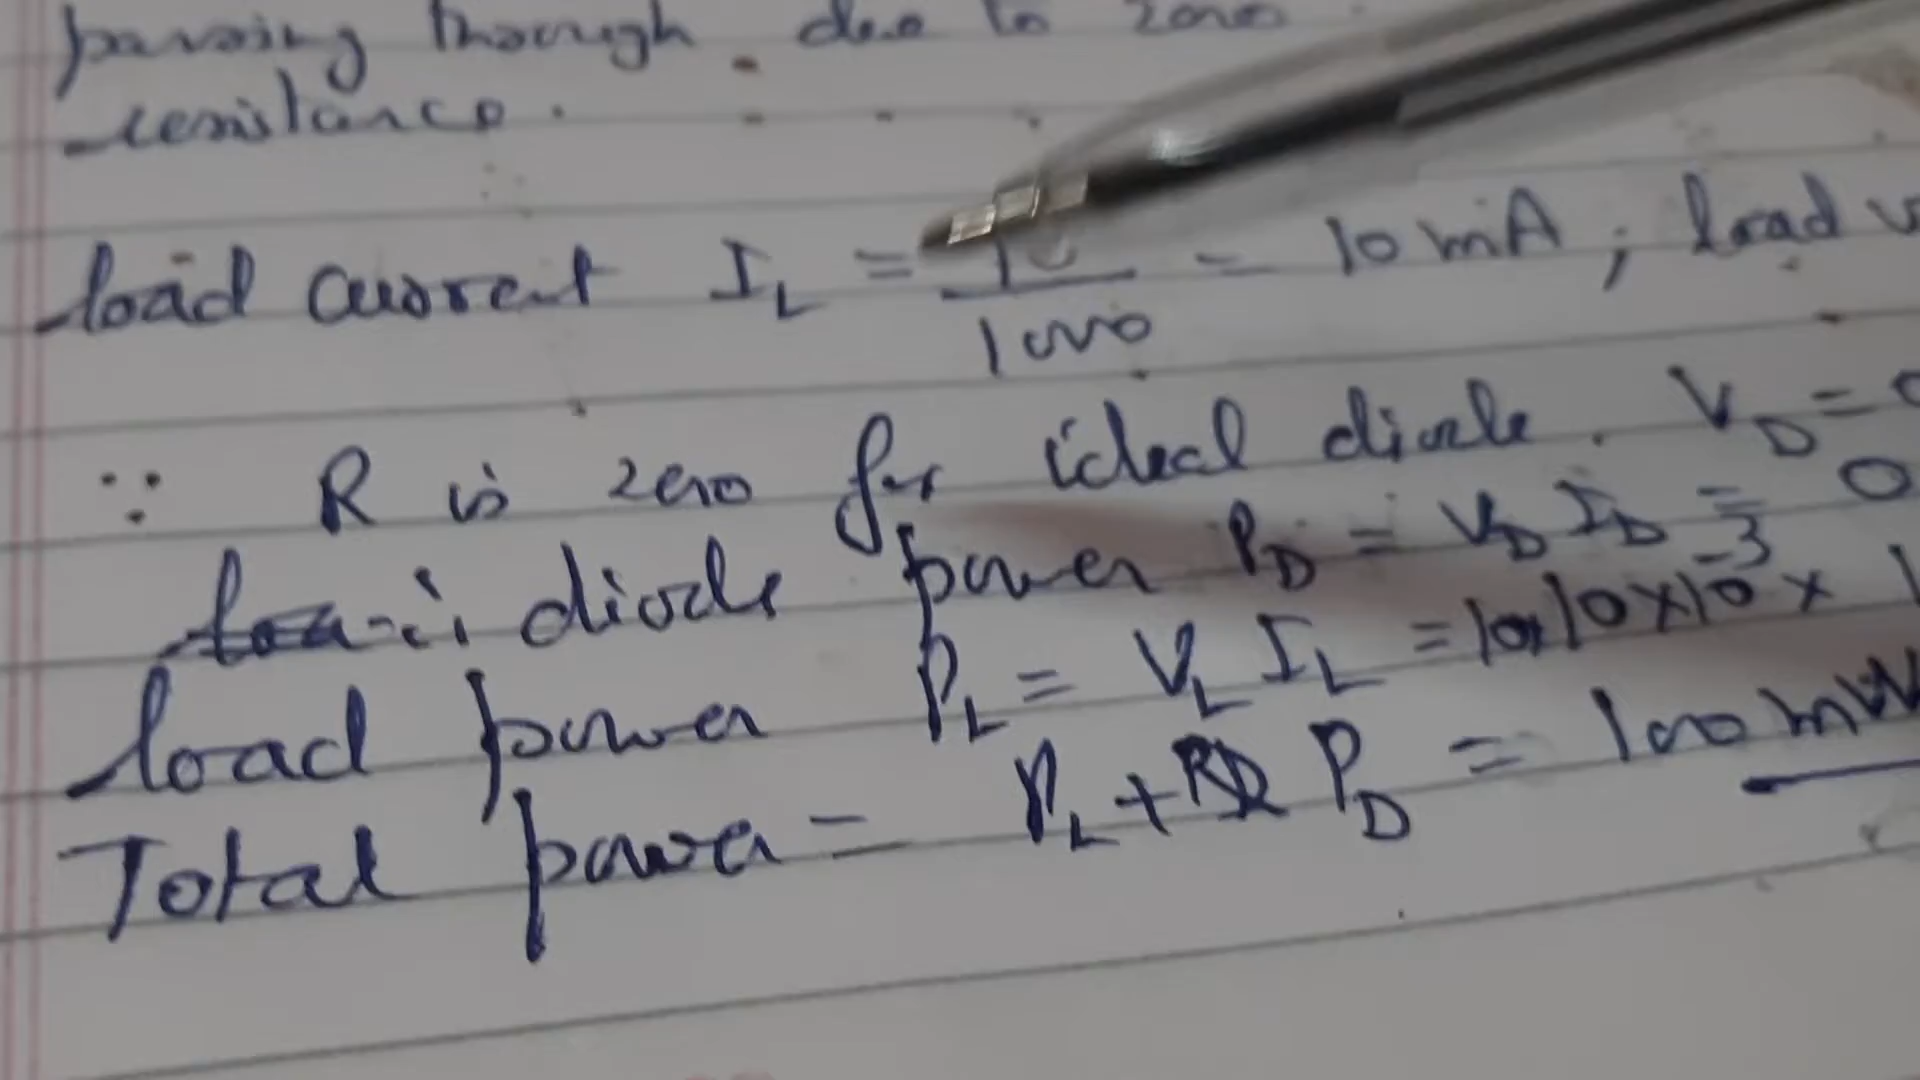 passing through due to zero
resistance.
load current I_L = 10/1000 = 10 mA ; load v
∵ R is zero for ideal diode. V_D = 0
∴ diode power P_D = V_D I_D = 0
load power P_L = V_L I_L = 10 × 10 × 10^-3 ×
Total power = P_L + P_D = 100 mW